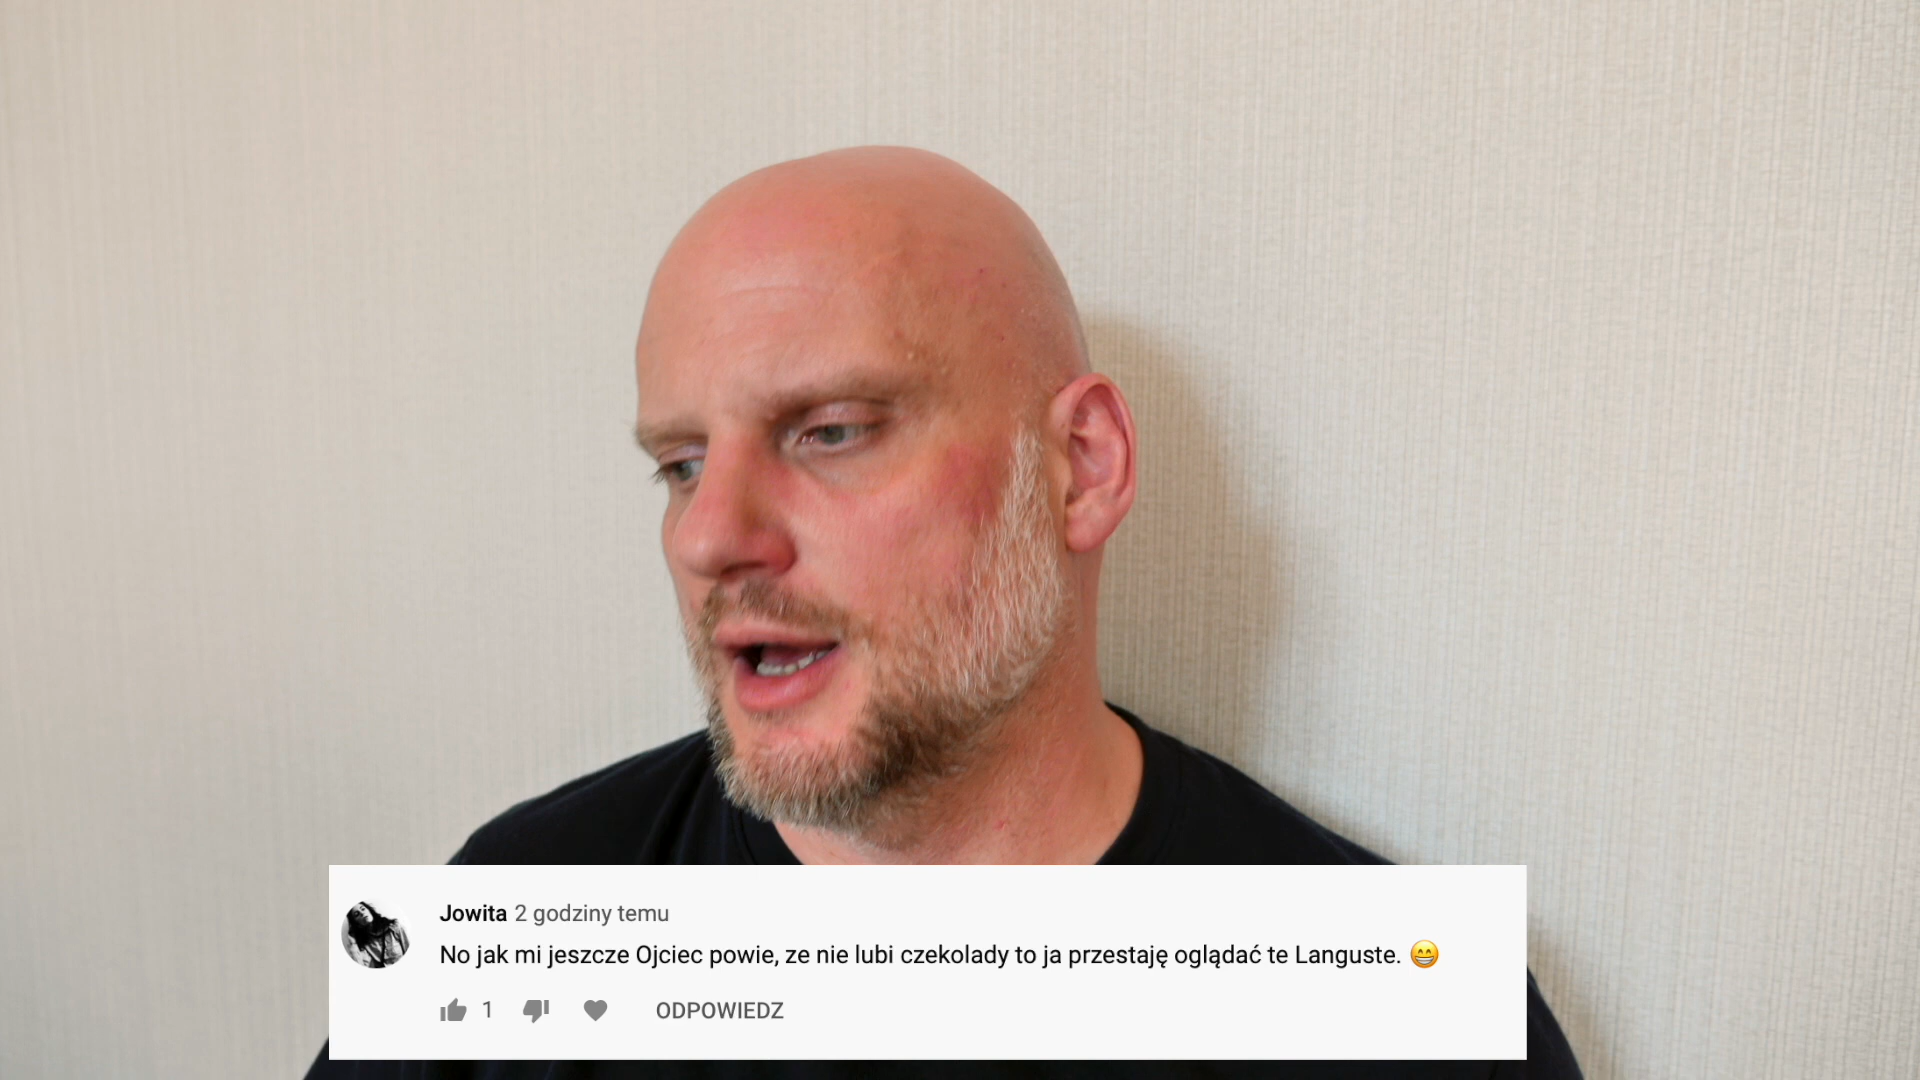 Jowita 2 godziny temu
No jak mi jeszcze Ojciec powie, ze nie lubi czekolady to ja przestaję oglądać te Languste. 😁
1 ODPOWIEDZ